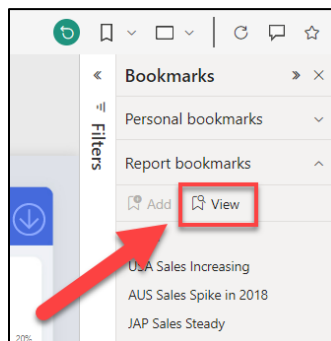 Bookmarks
Personal bookmarks
Filters
Report bookmarks
Add View
USA Sales Increasing
AUS Sales Spike in 2018
JAP Sales Steady
20%